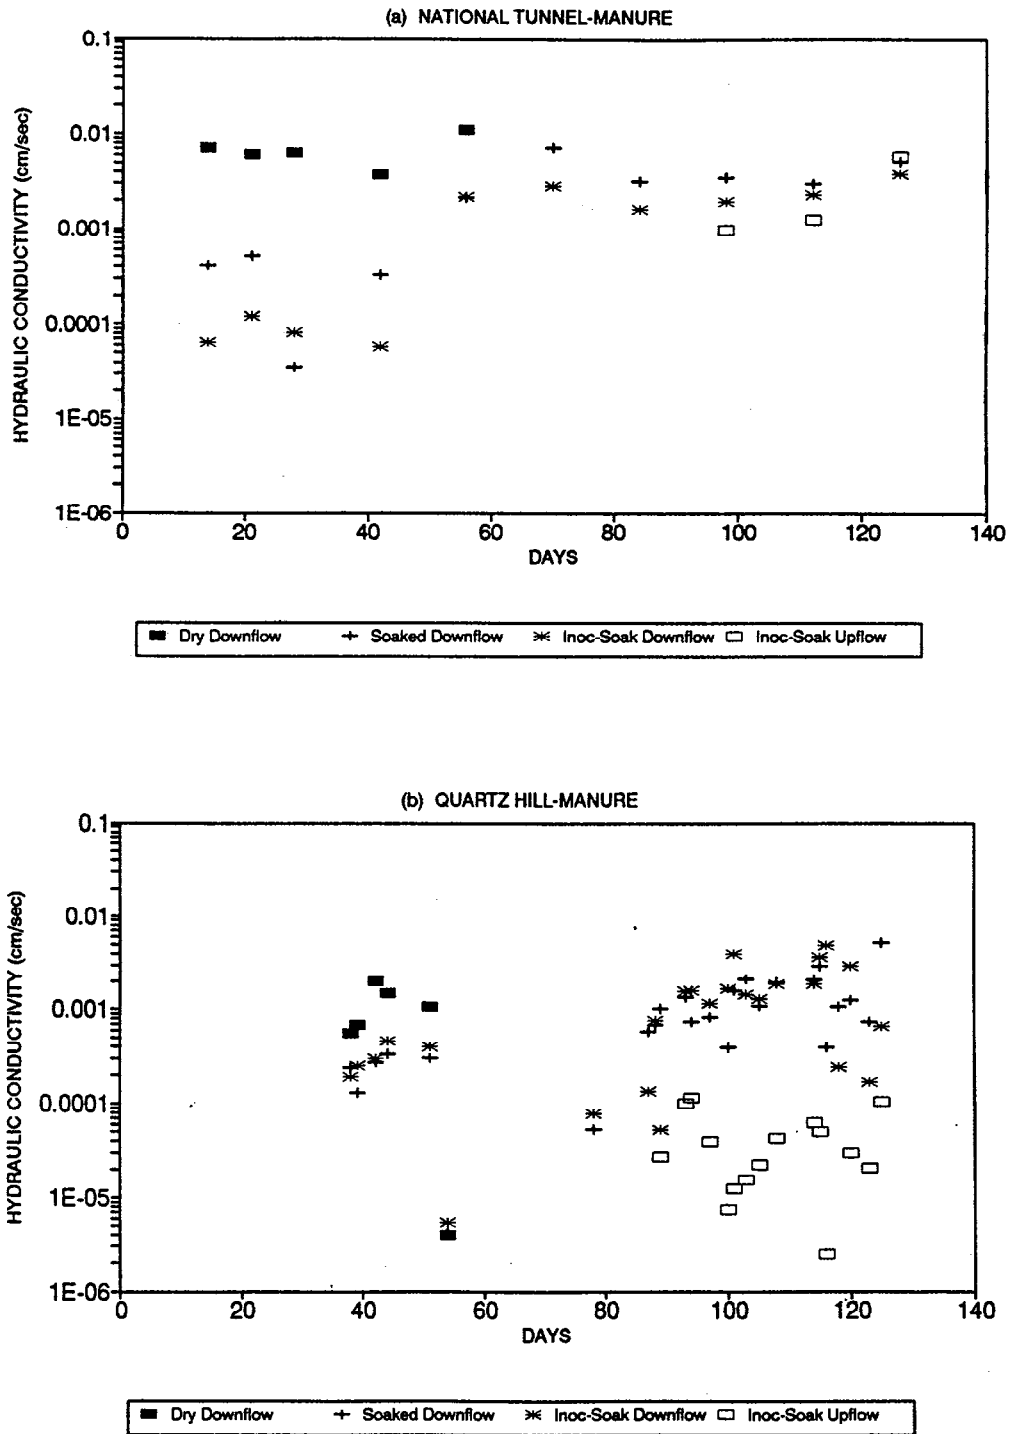 (a) NATIONAL TUNNEL-MANURE
0.1
0.01
0.001
0.0001
1E-05
1E-06
HYDRAULIC CONDUCTIVITY (cm/sec)
0 20 40 60 80 100 120 140
DAYS
Dry Downflow Soaked Downflow Inoc-Soak Downflow Inoc-Soak Upflow
(b) QUARTZ HILL-MANURE
0.1
0.01
0.001
0.0001
1E-05
1E-06
HYDRAULIC CONDUCTIVITY (cm/sec)
0 20 40 60 80 100 120 140
DAYS
Dry Downflow Soaked Downflow Inoc-Soak Downflow Inoc-Soak Upflow